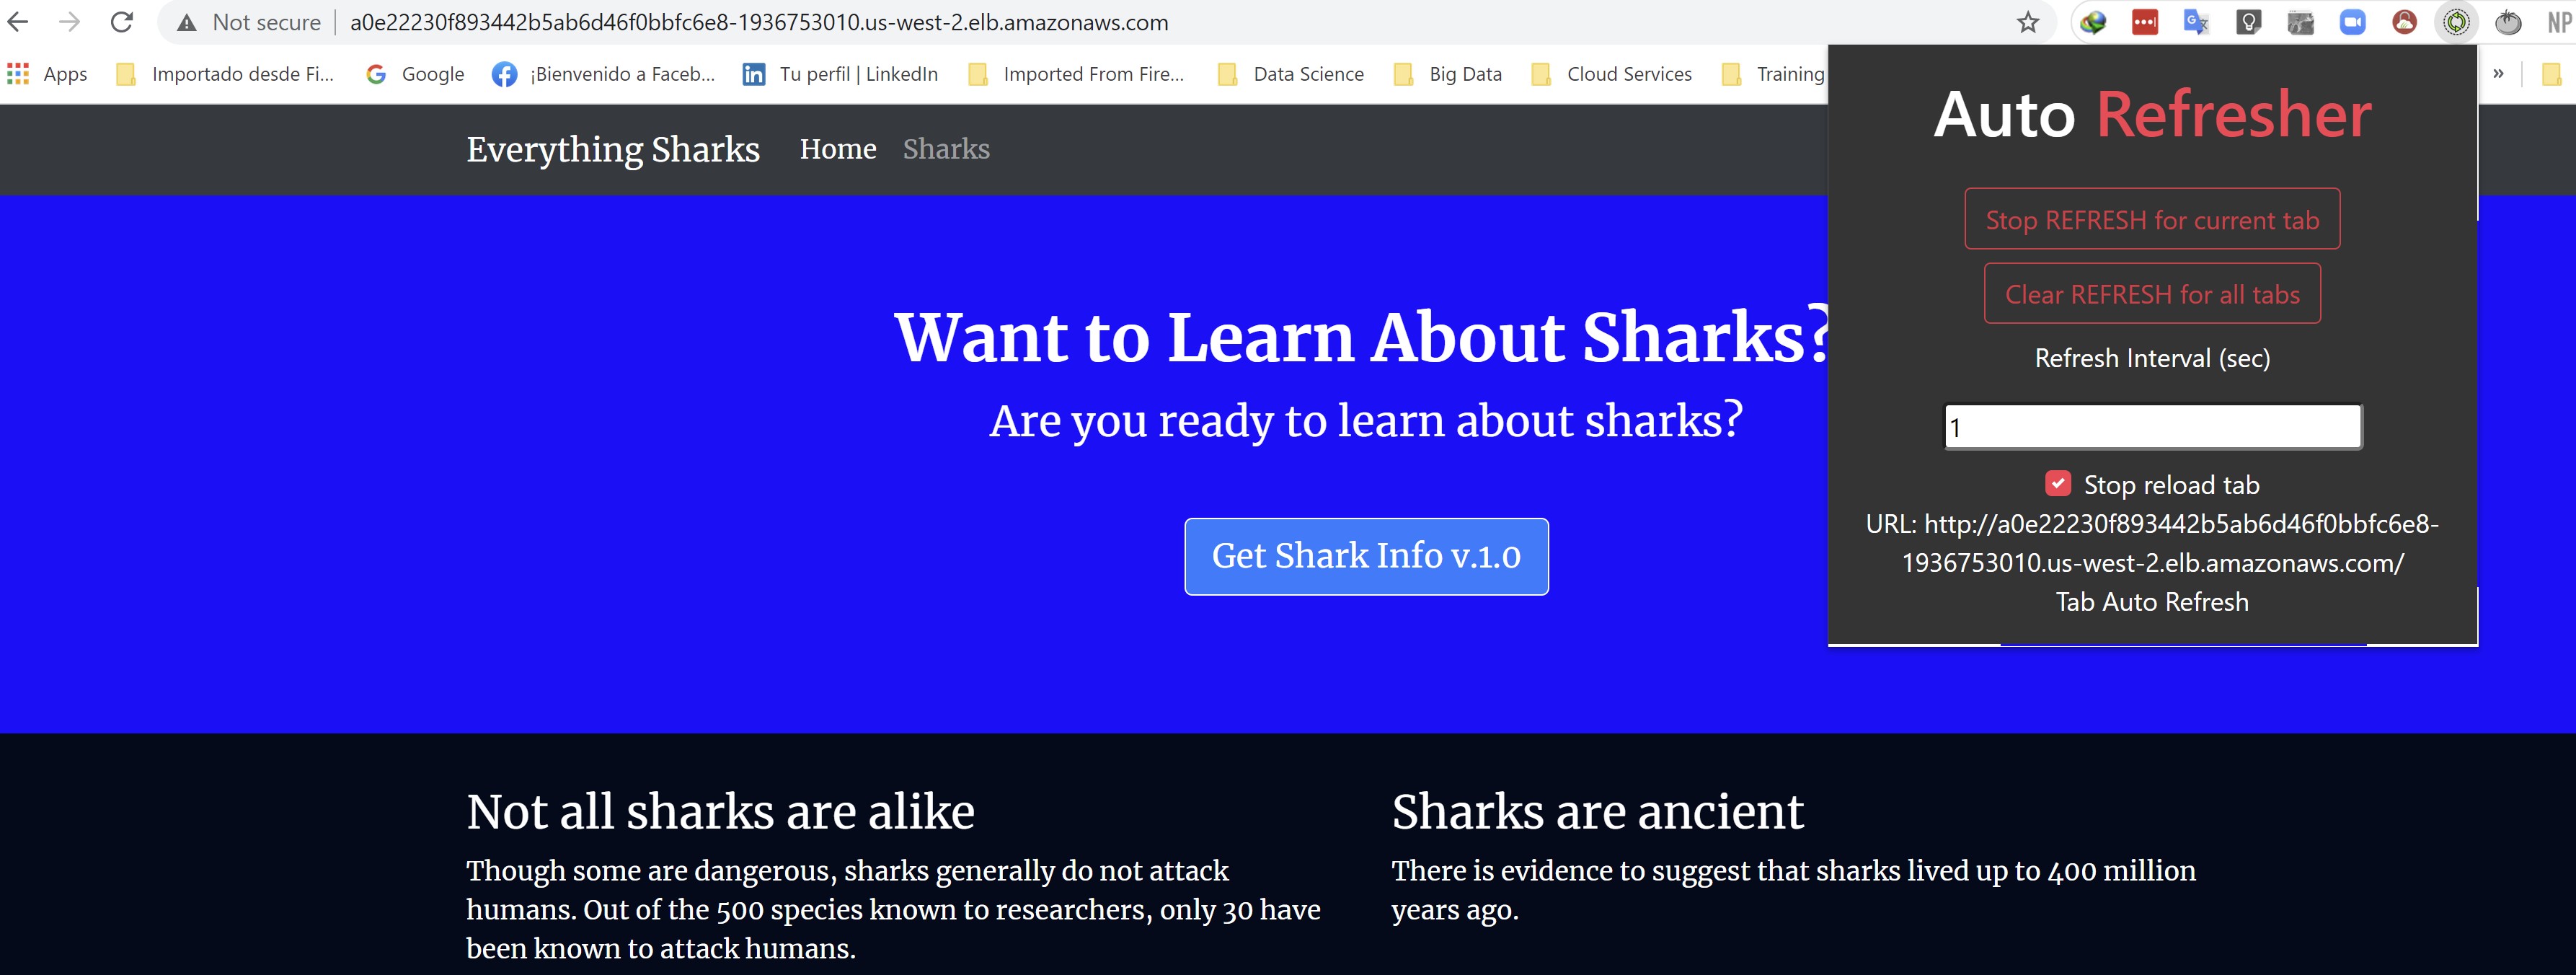 Not secure | a0e22230f893442b5ab6d46f0bbfc6e8-1936753010.us-west-2.elb.amazonaws.com
NP
Apps Importado desde Fi... Google ¡Bienvenido a Faceb... Tu perfil | LinkedIn Imported From Fire... Data Science Big Data Cloud Services Training »
Everything Sharks Home Sharks
Want to Learn About Sharks?
Are you ready to learn about sharks?
Get Shark Info v.1.0
Auto Refresher
Stop REFRESH for current tab
Clear REFRESH for all tabs
Refresh Interval (sec)
1
Stop reload tab
URL: http://a0e22230f893442b5ab6d46f0bbfc6e8-
1936753010.us-west-2.elb.amazonaws.com/
Tab Auto Refresh
Not all sharks are alike
Though some are dangerous, sharks generally do not attack
humans. Out of the 500 species known to researchers, only 30 have
been known to attack humans.
Sharks are ancient
There is evidence to suggest that sharks lived up to 400 million
years ago.